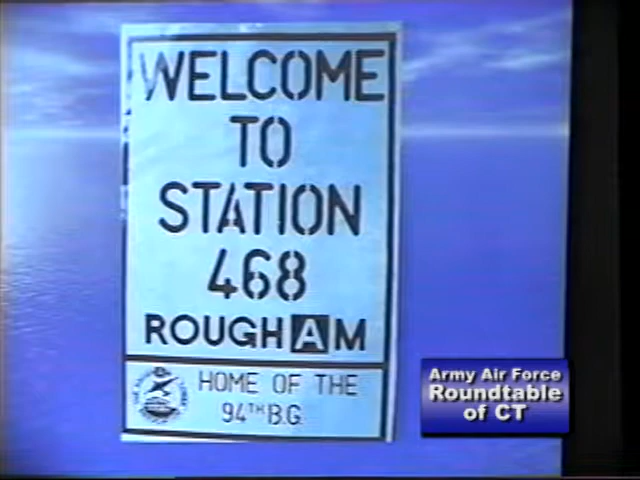 WELCOME
TO
STATION
468
ROUGHAM
HOME OF THE
94TH B.G.
Army Air Force
Roundtable
of CT